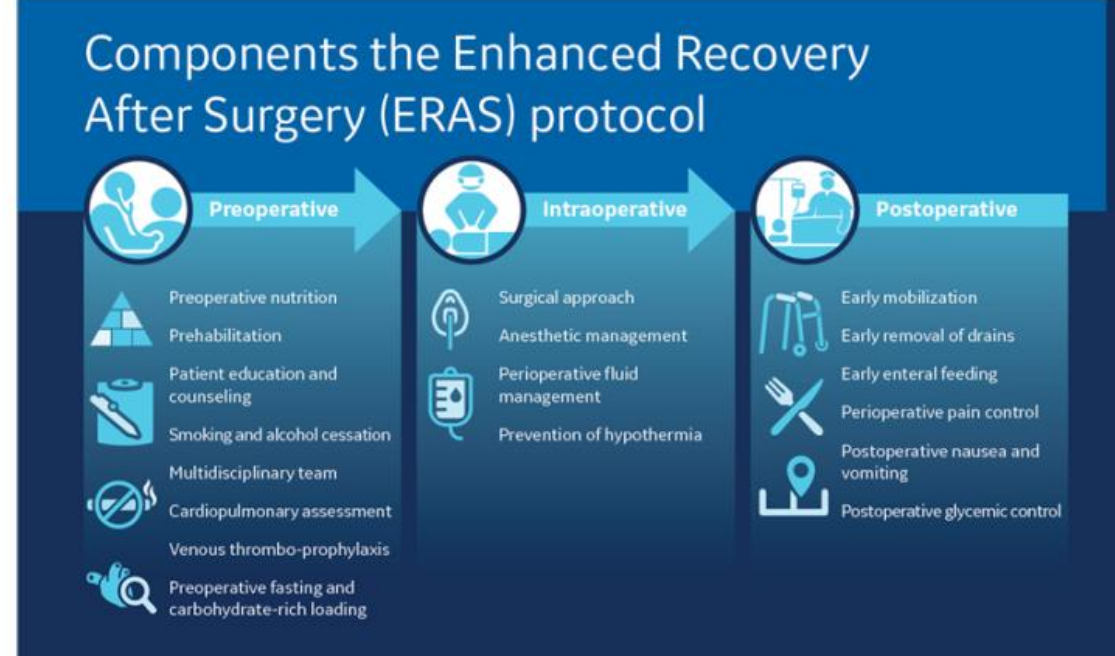 Components the Enhanced Recovery
After Surgery (ERAS) protocol
Preoperative
Preoperative nutrition
Prehabilitation
Patient education and
counseling
Smoking and alcohol cessation
Multidisciplinary team
Cardiopulmonary assessment
Venous thrombo-prophylaxis
Preoperative fasting and
carbohydrate-rich loading
Intraoperative
Surgical approach
Anesthetic management
Perioperative fluid
management
Prevention of hypothermia
Postoperative
Early mobilization
Early removal of drains
Early enteral feeding
Perioperative pain control
Postoperative nausea and
vomiting
Postoperative glycemic control